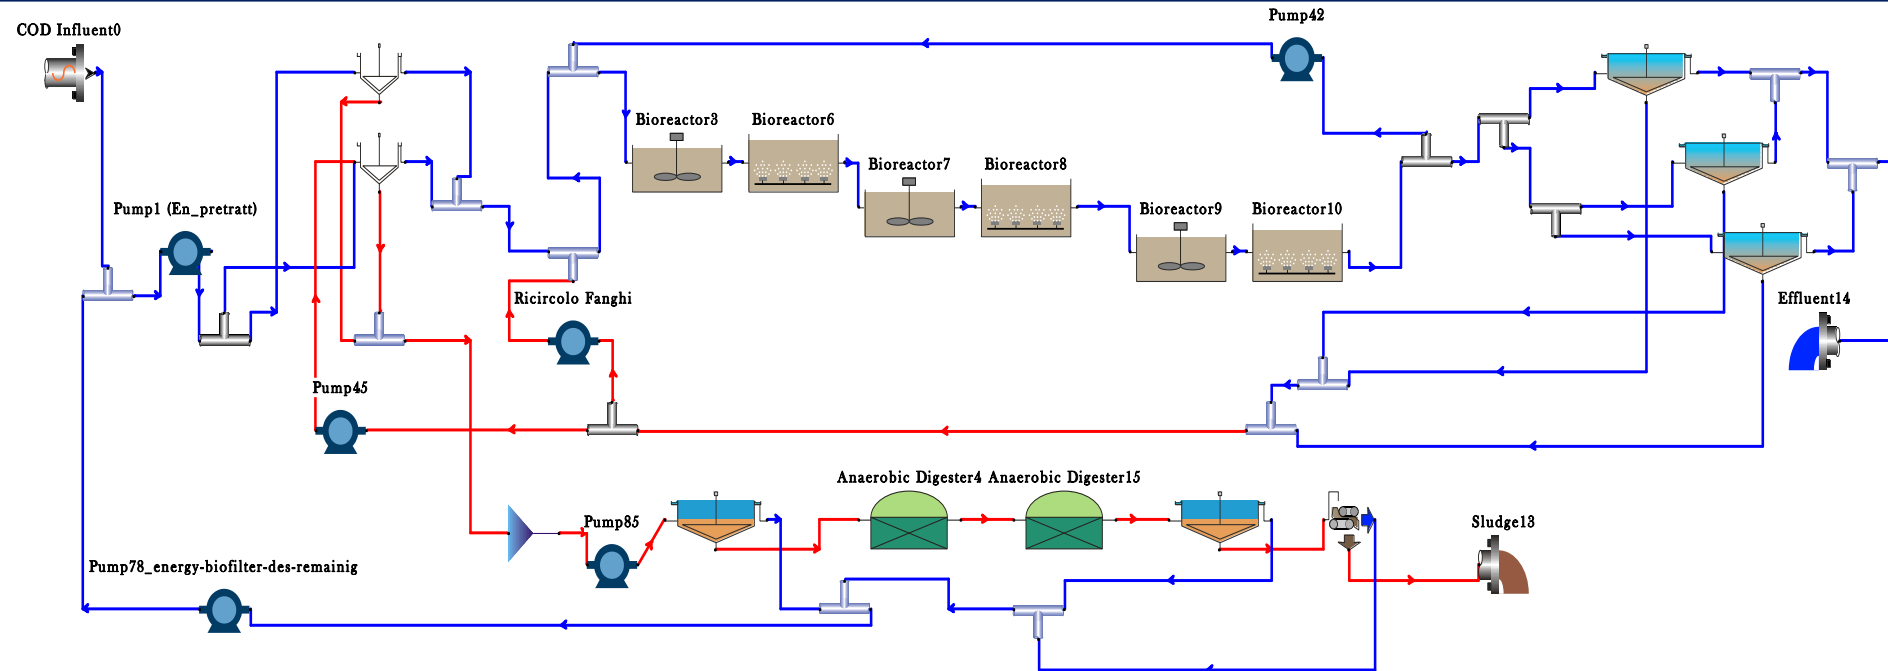 COD Influent0
Pump42
Bioreactor3
Bioreactor6
Bioreactor7
Bioreactor8
Pump1 (En_pretratt)
Bioreactor9
Bioreactor10
Ricircolo Fanghi
Effluent14
Pump45
Anaerobic Digester4 Anaerobic Digester15
Pump85
Sludge13
Pump78_energy-biofilter-des-remainig